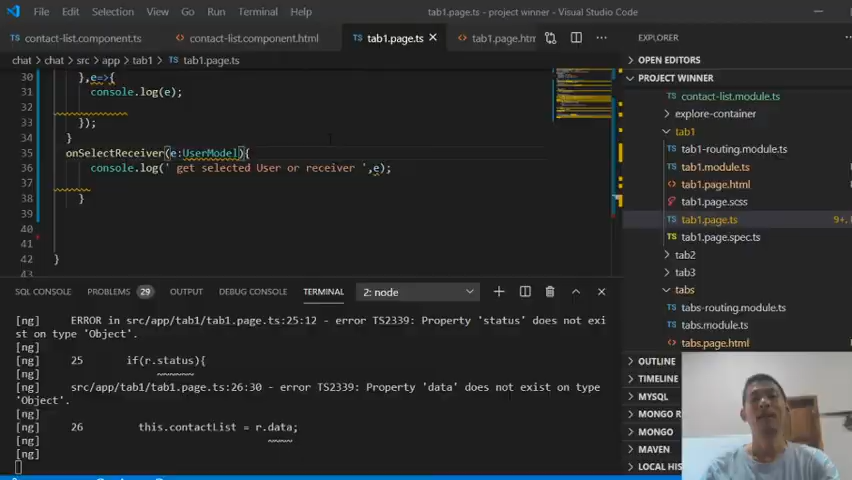 File Edit Selection View Go Run Terminal Help
tab1.page.ts - project winner - Visual Studio Code
contact-list.component.ts
contact-list.component.html
tab1.page.ts
tab1.page.htm
EXPLORER
chat > chat > src > app > tab1 > tab1.page.ts
30 },e=>{
31 console.log(e);
32
33 });
34 }
35 onSelectReceiver(e:UserModel){
36 console.log(' get selected User or receiver ',e);
37
38 }
39
40
41
42 }
43
OPEN EDITORS
PROJECT WINNER
contact-list.module.ts
explore-container
tab1
tab1-routing.module.ts
tab1.module.ts
tab1.page.html
tab1.page.scss
tab1.page.ts 9+,
tab1.page.spec.ts
tab2
tab3
tabs
tabs-routing.module.ts
tabs.module.ts
tabs.page.html
OUTLINE
TIMELINE
MYSQL
MONGO R
MONGO
MAVEN
LOCAL HIS
SQL CONSOLE PROBLEMS 29 OUTPUT DEBUG CONSOLE TERMINAL 2: node
[ng] ERROR in src/app/tab1/tab1.page.ts:25:12 - error TS2339: Property 'status' does not exi
st on type 'Object'.
[ng]
[ng] 25 if(r.status){
[ng] ~~~~~~
[ng] src/app/tab1/tab1.page.ts:26:30 - error TS2339: Property 'data' does not exist on type
'Object'.
[ng]
[ng] 26 this.contactList = r.data;
[ng] ~~~~
[ng]